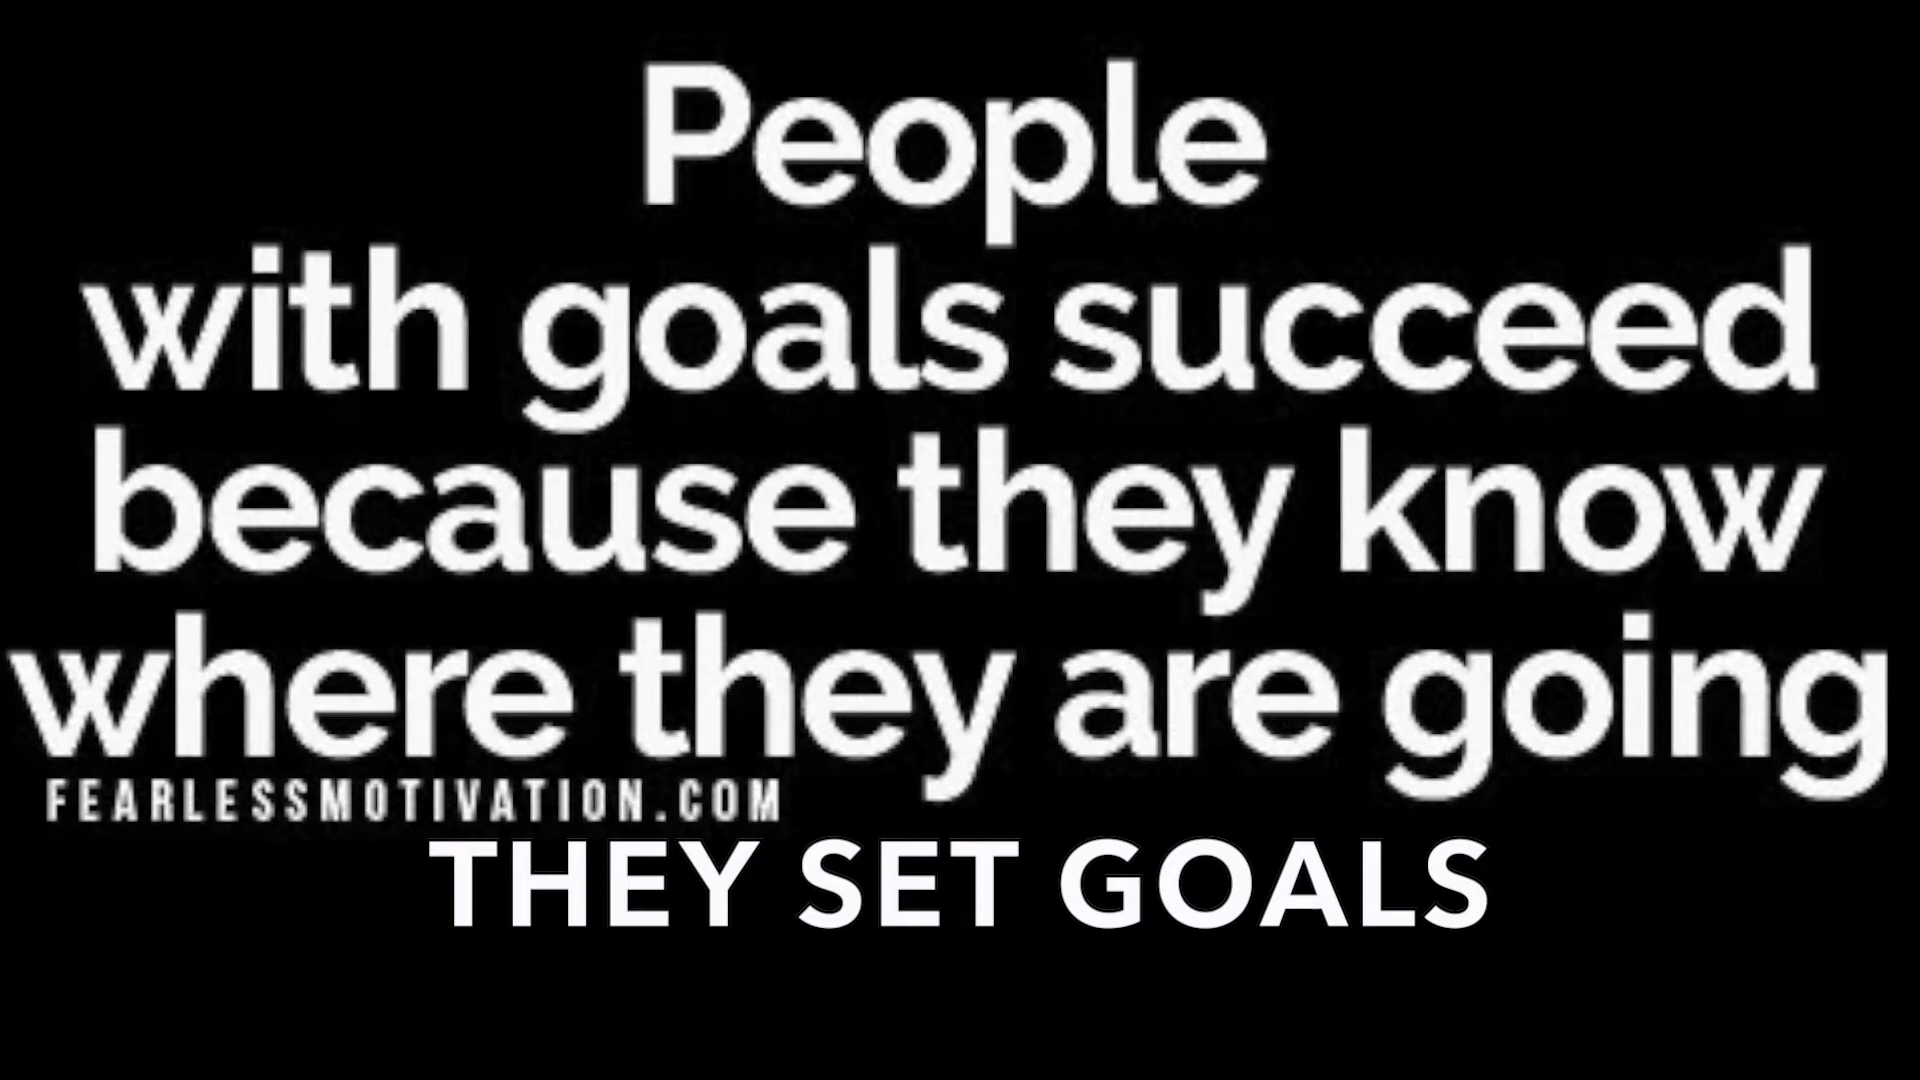 People
with goals succeed
because they know
where they are going
FEARLESSMOTIVATION.COM
THEY SET GOALS